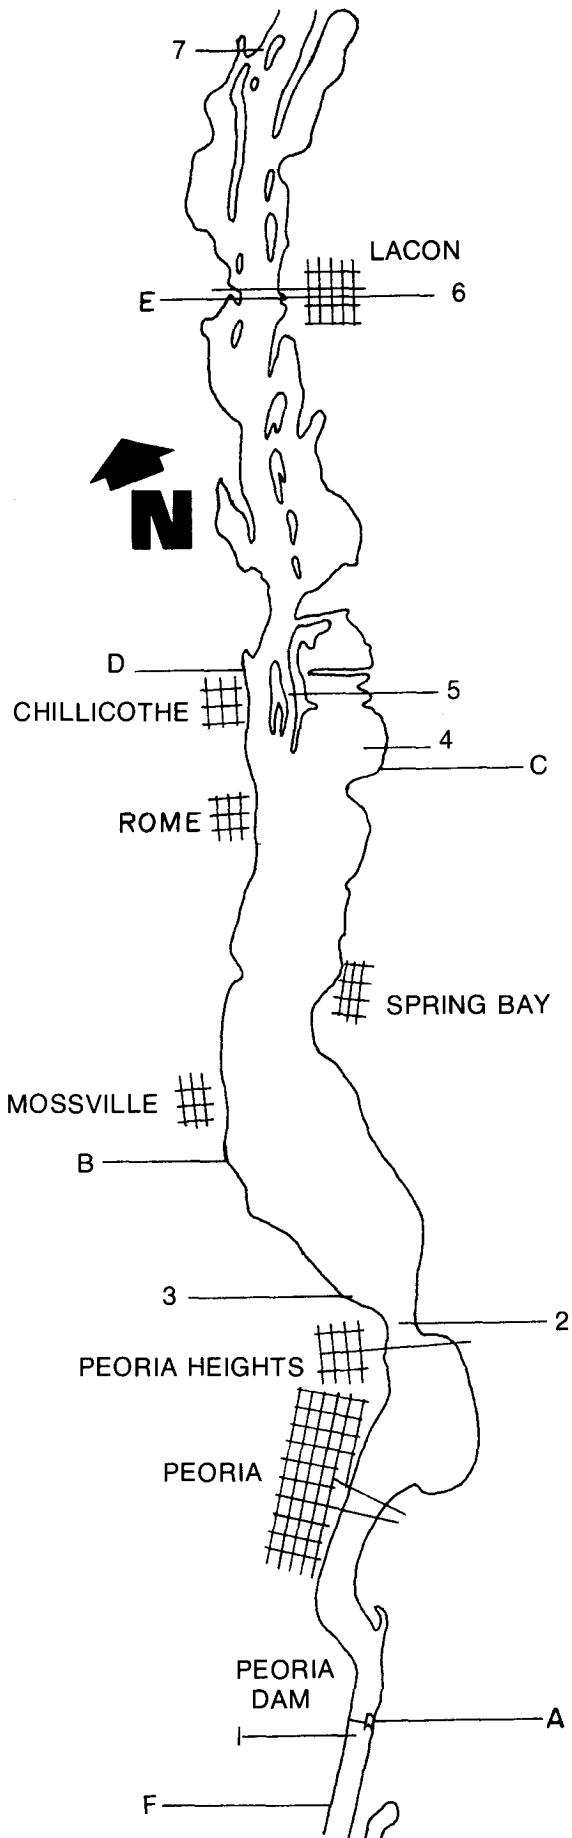 7
LACON
E
6
N
D
5
CHILLICOTHE
4
C
ROME
SPRING BAY
MOSSVILLE
B
3
2
PEORIA HEIGHTS
PEORIA
PEORIA
DAM
A
I
F